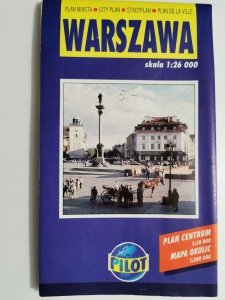 PLAN MIASTA • CITY PLAN • STADTPLAN • PLAN DE LA VILLE
WARSZAWA
skala 1:26 000
5,-
PLAN CENTRUM
1:10 000
MAPA OKOLIC
1:200 000
PILOT